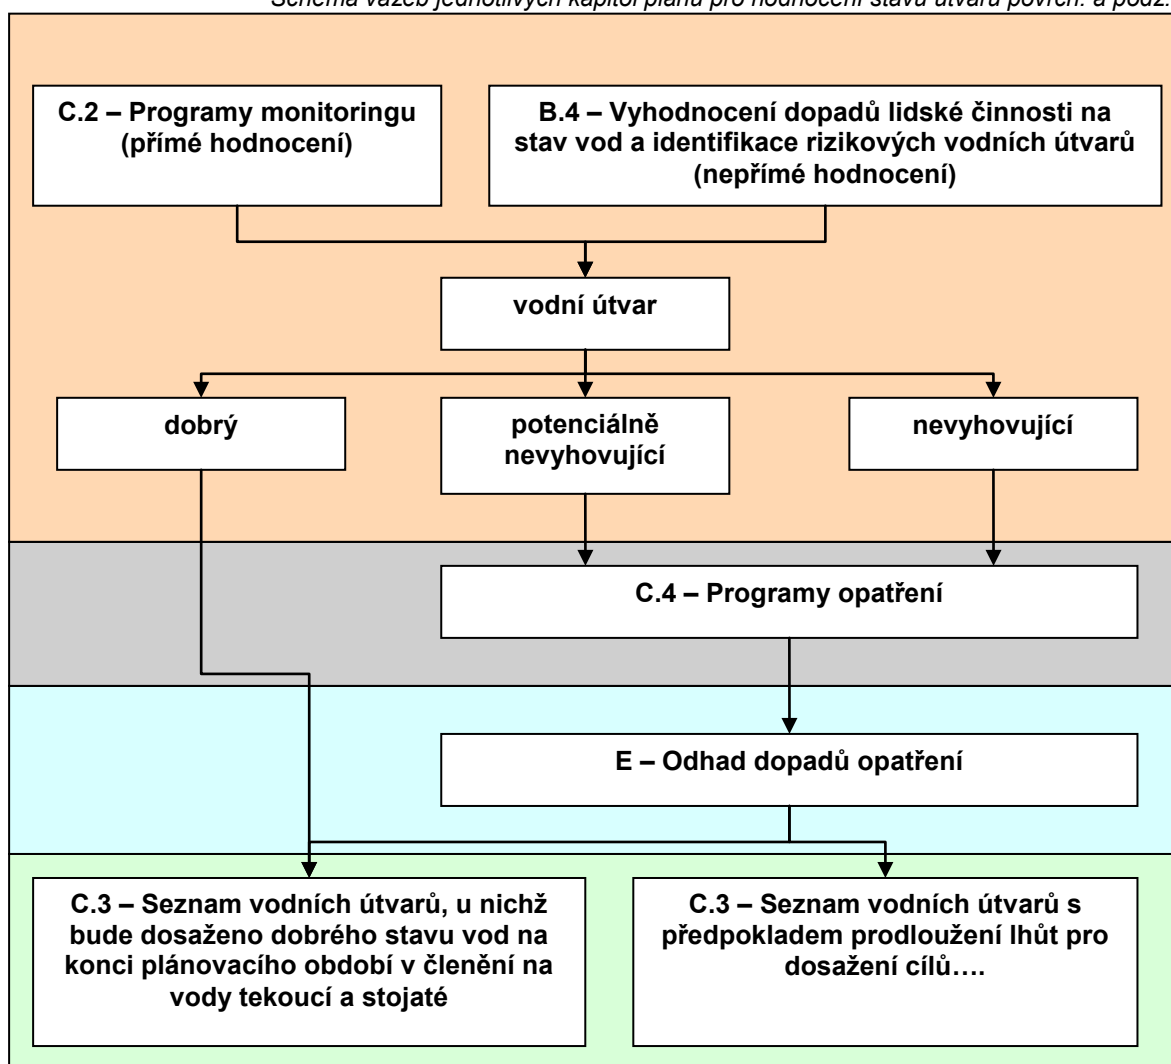 Schéma vazeb jednotlivých kapitol plánu pro hodnocení stavu útvarů povrch. a podz.
C.2 – Programy monitoringu
(přímé hodnocení)
B.4 – Vyhodnocení dopadů lidské činnosti na
stav vod a identifikace rizikových vodních útvarů
(nepřímé hodnocení)
vodní útvar
dobrý
potenciálně
nevyhovující
nevyhovující
C.4 – Programy opatření
E – Odhad dopadů opatření
C.3 – Seznam vodních útvarů, u nichž
bude dosaženo dobrého stavu vod na
konci plánovacího období v členění na
vody tekoucí a stojaté
C.3 – Seznam vodních útvarů s
předpokladem prodloužení lhůt pro
dosažení cílů….